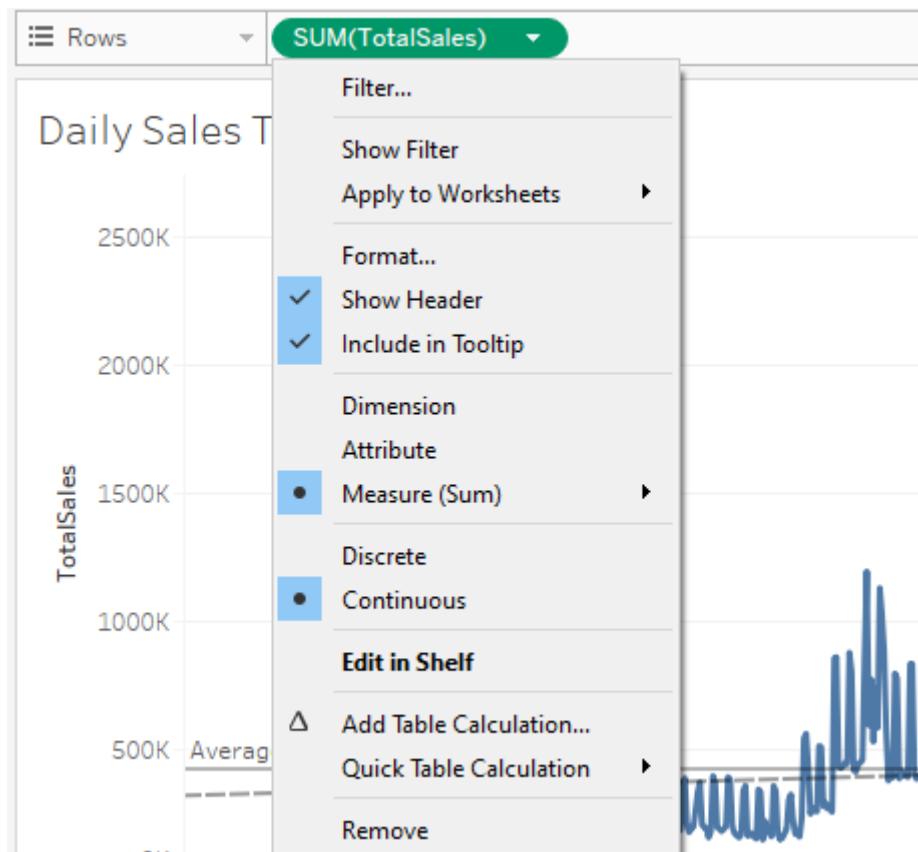 Rows
SUM(TotalSales)
Filter...
Daily Sales T
Show Filter
Apply to Worksheets
2500K
Format...
Show Header
Include in Tooltip
2000K
Dimension
Attribute
TotalSales
1500K
Measure (Sum)
Discrete
Continuous
1000K
Edit in Shelf
Add Table Calculation...
500K
Average
Quick Table Calculation
Remove